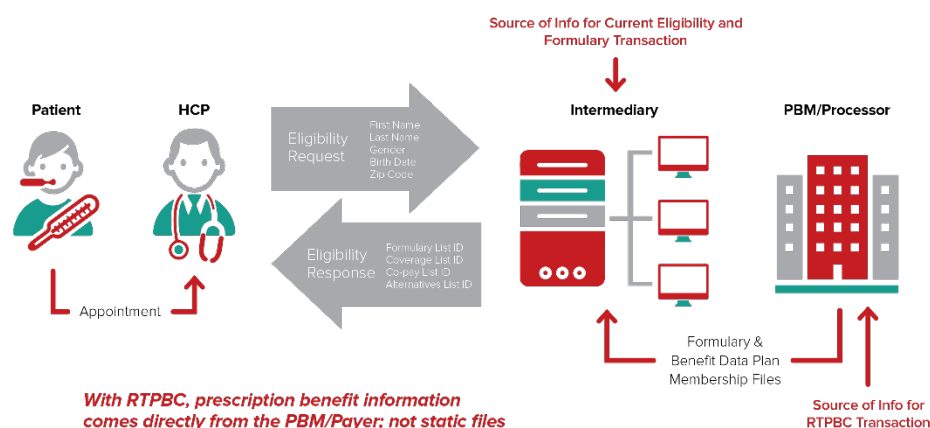 Source of Info for Current Eligibility and
Formulary Transaction
Patient
HCP
Intermediary
PBM/Processor
Eligibility
Request
First Name
Last Name
Gender
Birth Date
Zip Code
Eligibility
Response
Formulary List ID
Coverage List ID
Co-pay List ID
Alternatives List ID
Appointment
Formulary &
Benefit Data Plan
Membership Files
With RTPBC, prescription benefit information
comes directly from the PBM/Payer; not static files
Source of Info for
RTPBC Transaction